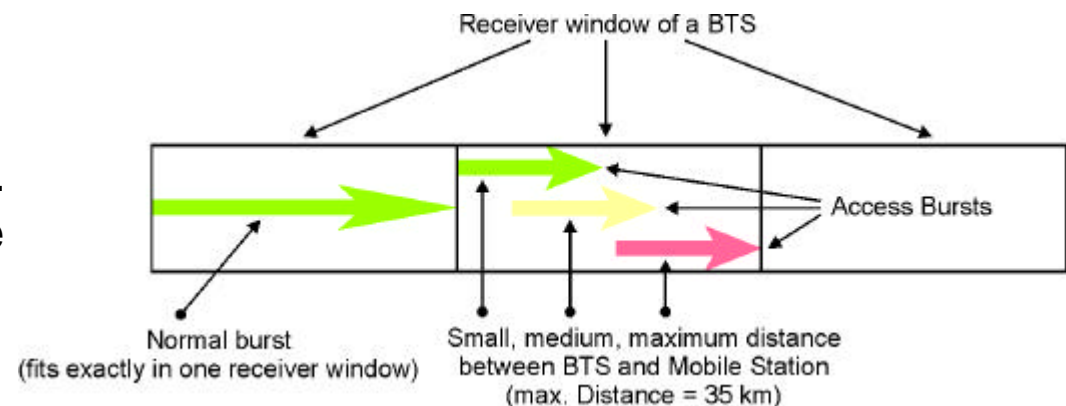 Receiver window of a BTS
Access Bursts
Normal burst
(fits exactly in one receiver window)
Small, medium, maximum distance
between BTS and Mobile Station
(max. Distance = 35 km)